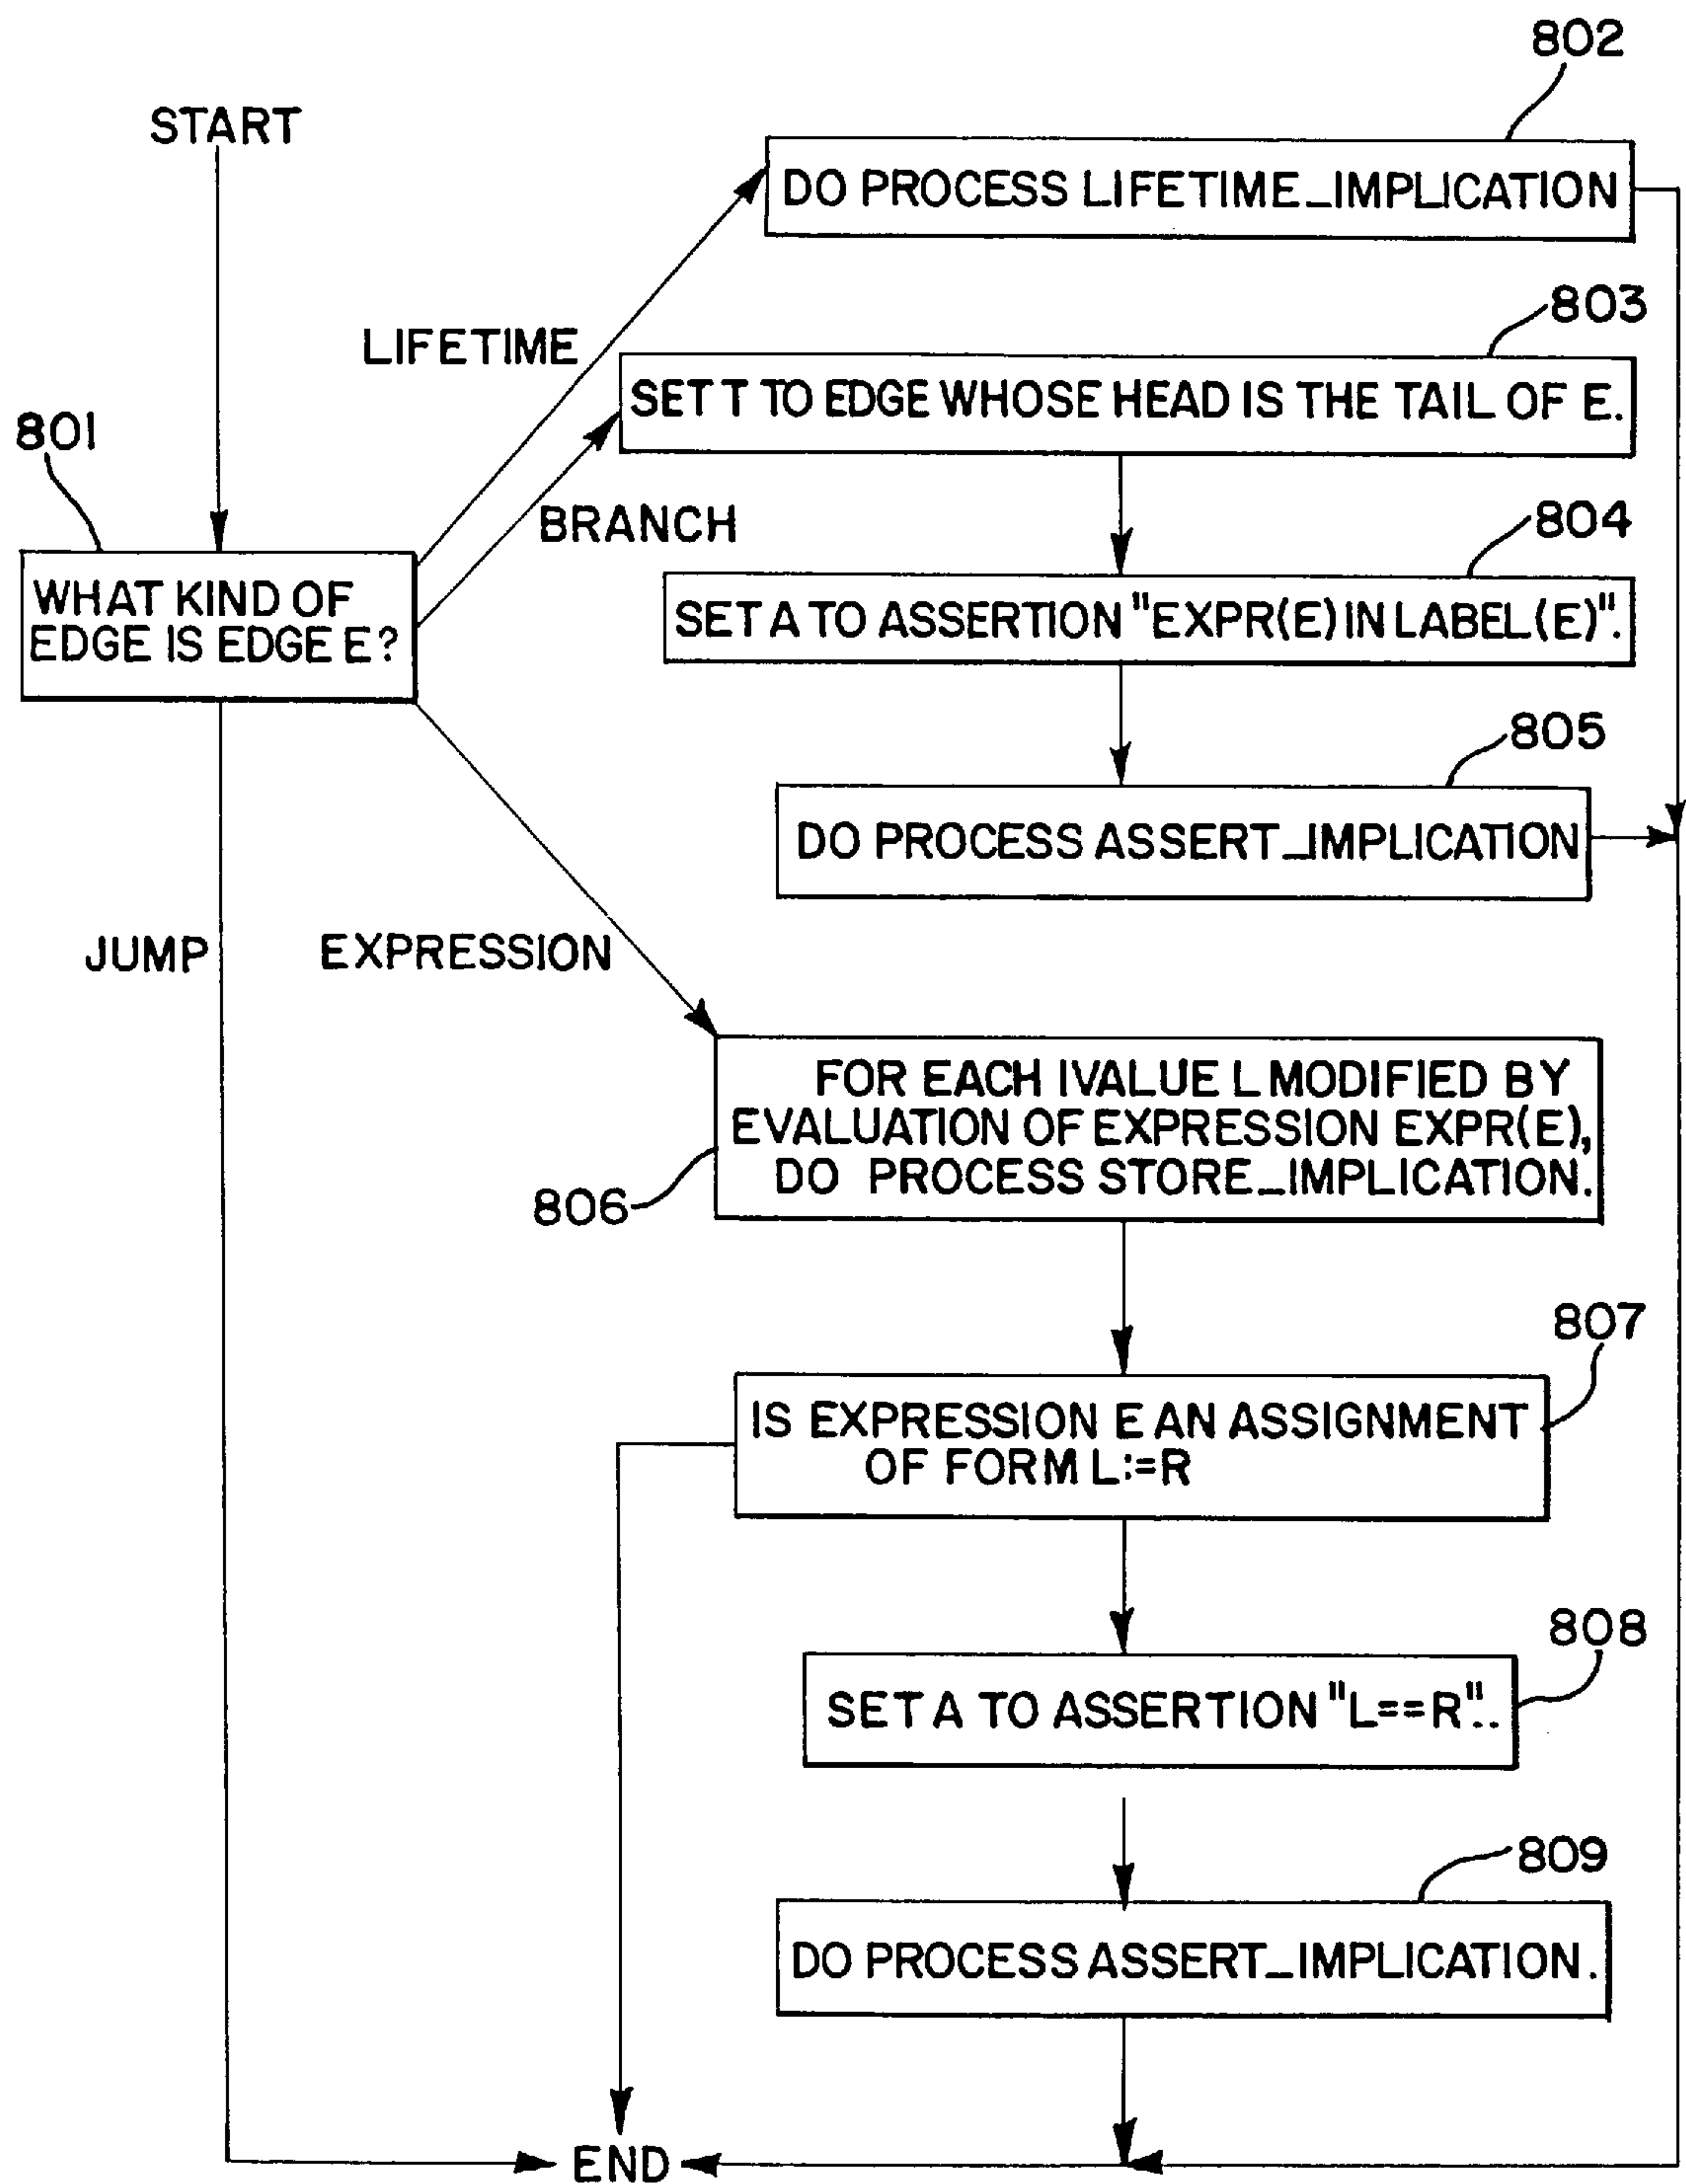 802
START
DO PROCESS LIFETIME_IMPLICATION
803
LIFETIME
SET T TO EDGE WHOSE HEAD IS THE TAIL OF E.
801
BRANCH
804
WHAT KIND OF
EDGE IS EDGE E?
SET A TO ASSERTION "EXPR(E) IN LABEL(E)".
805
DO PROCESS ASSERT_IMPLICATION
JUMP
EXPRESSION
FOR EACH lVALUE L MODIFIED BY
EVALUATION OF EXPRESSION EXPR(E),
DO PROCESS STORE_IMPLICATION.
806
807
IS EXPRESSION E AN ASSIGNMENT
OF FORM L:=R
808
SET A TO ASSERTION "L==R"..
809
DO PROCESS ASSERT_IMPLICATION.
END